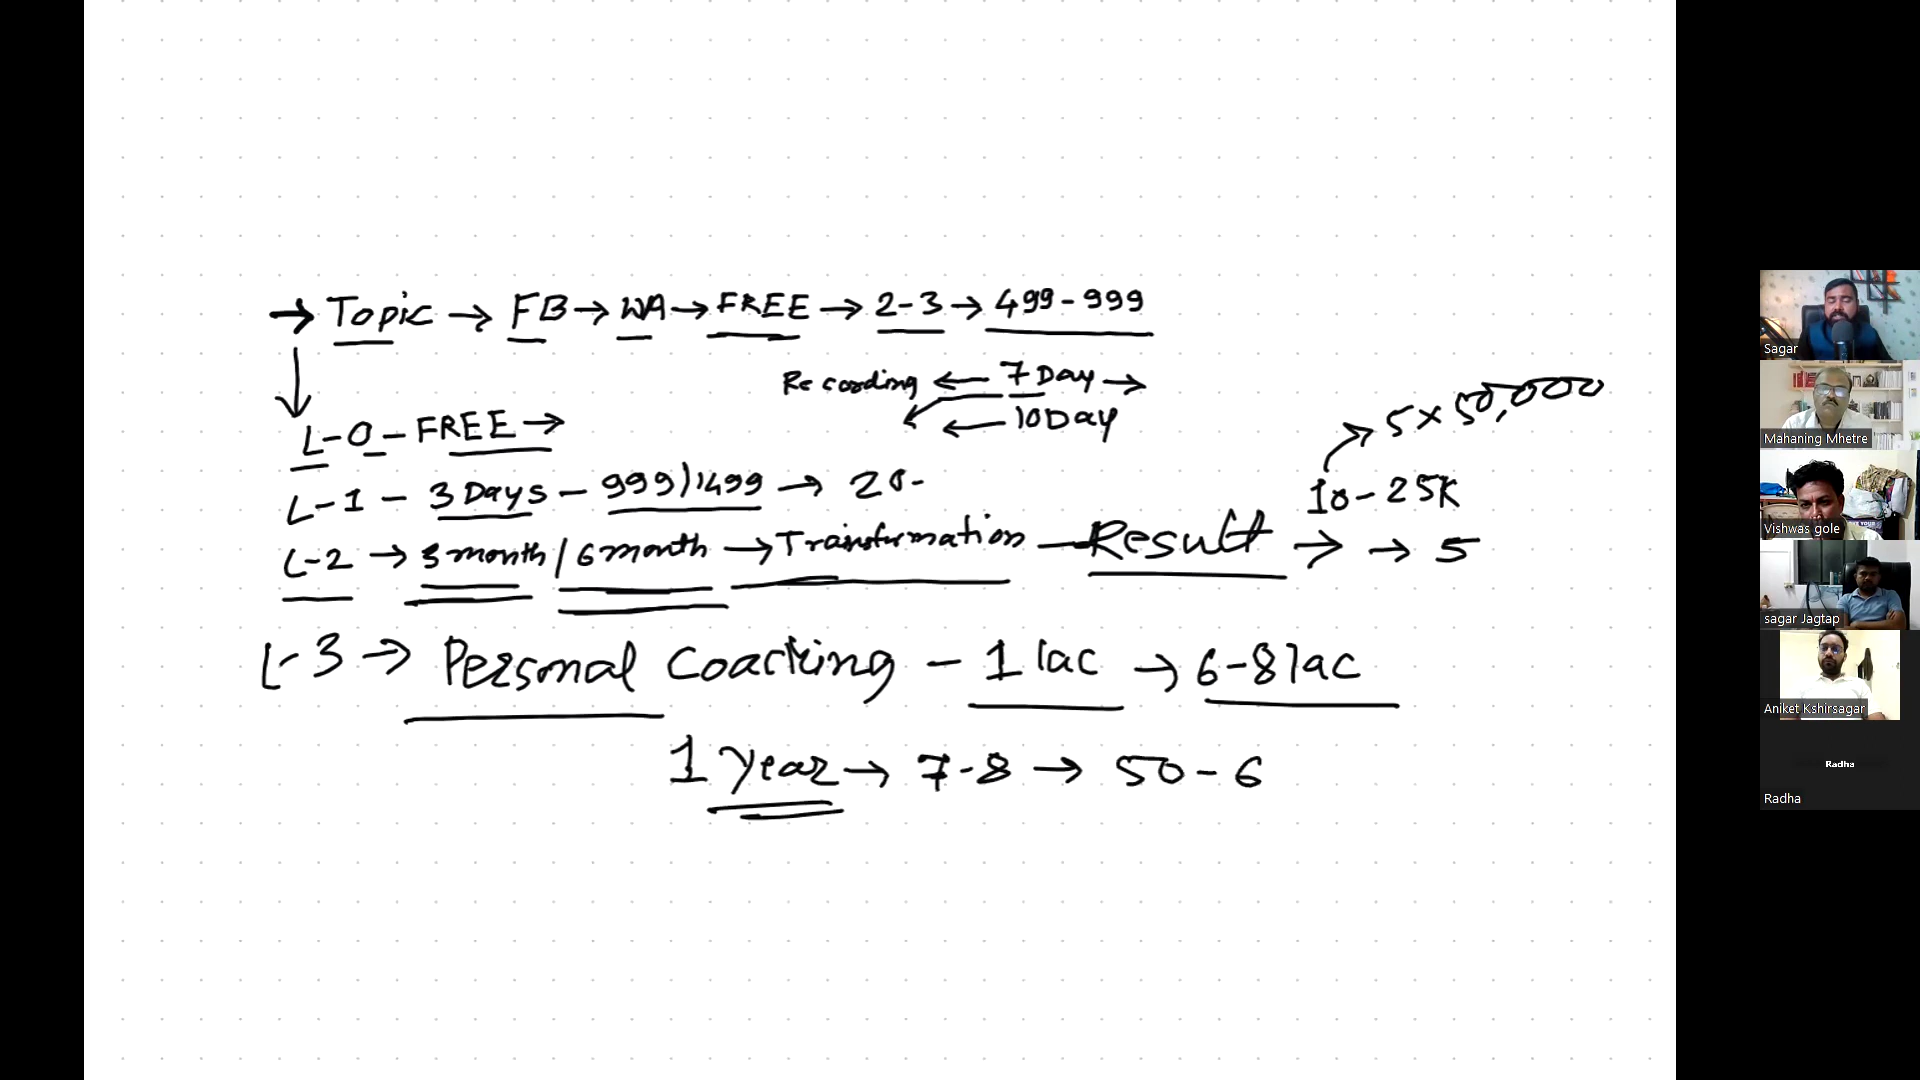 → Topic → FB → WA → FREE → 2-3 → 499-999
Recording ← 7 Day →
← 10 Day
L-0 - FREE →
→ 5 x 50,000
L-1 - 3 Days - 999/1499 → 20-
10-25K
L-2 → 3 month / 6 month → Transformation - Result → → 5
L-3 → Personal Coaching - 1 lac → 6-8 lac
1 Year → 7-8 → 50-6
Sagar
Mahaning Mhetre
Vishwas gole
sagar Jagtap
Aniket Kshirsagar
Radha
Radha